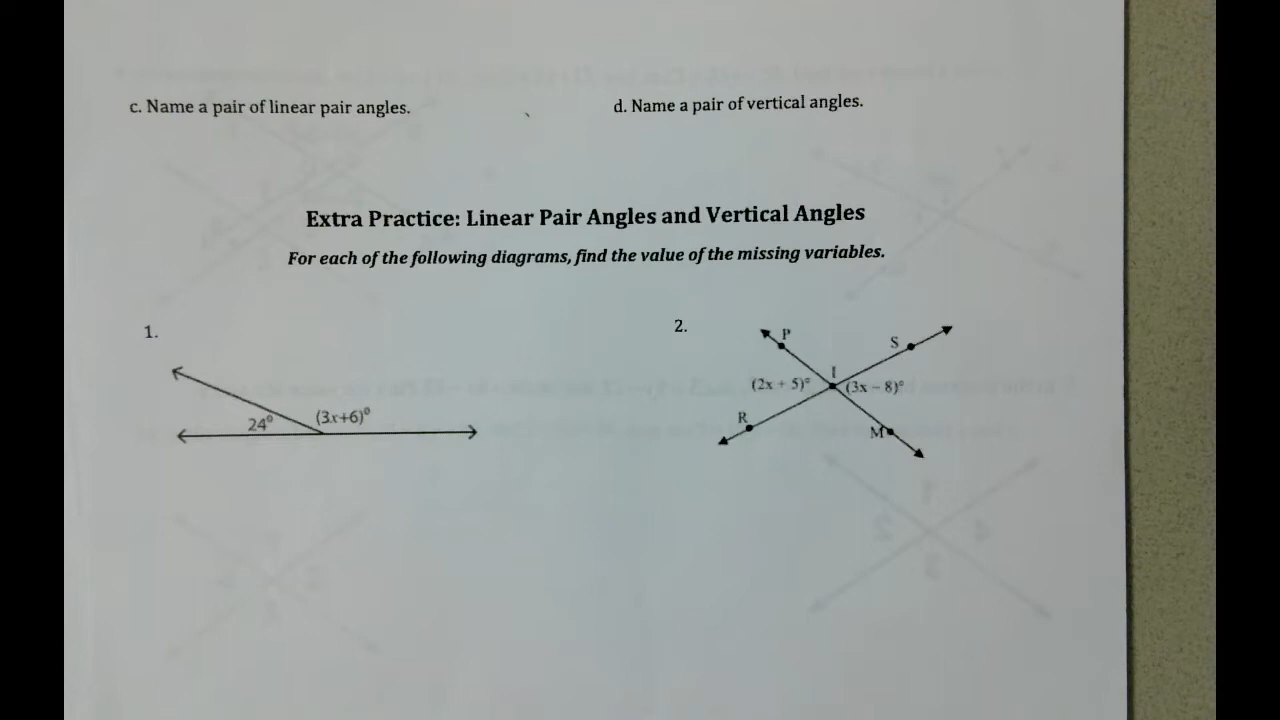 c. Name a pair of linear pair angles.
d. Name a pair of vertical angles.
Extra Practice: Linear Pair Angles and Vertical Angles
For each of the following diagrams, find the value of the missing variables.
1.
24⁰
(3x+6)⁰
2.
P
S
I
(2x + 5)°
(3x – 8)°
R
M